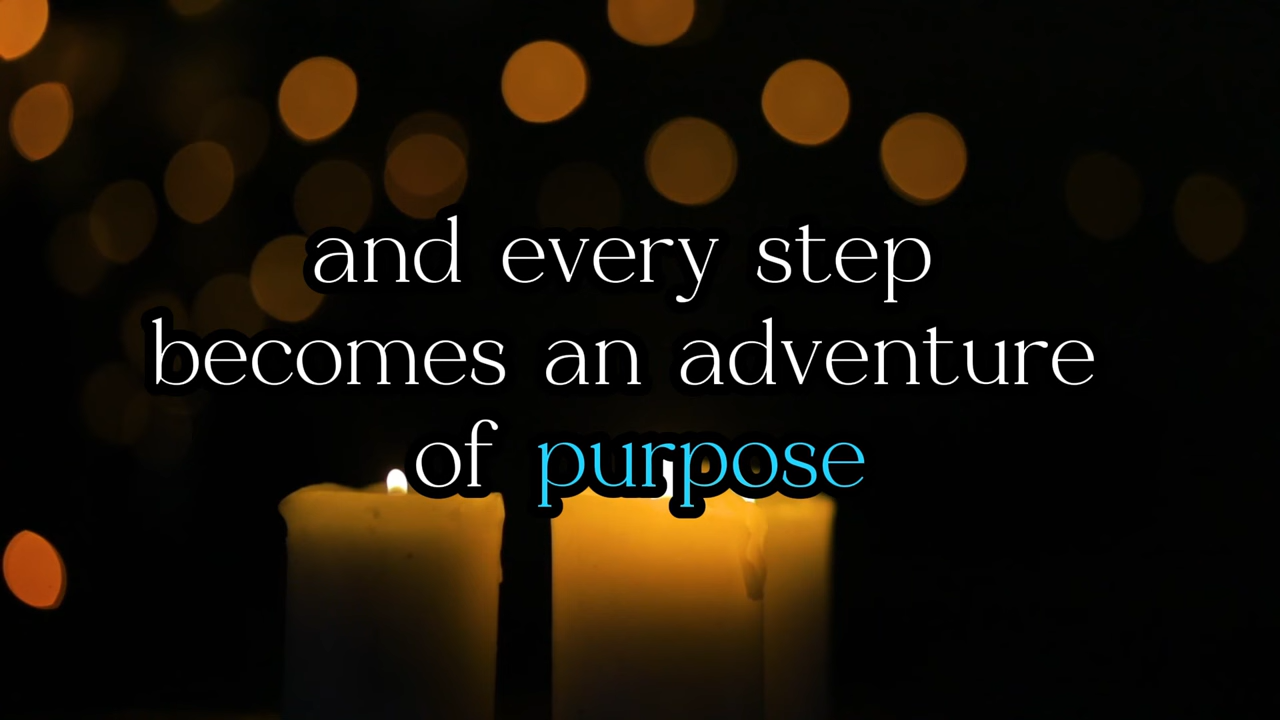 and every step
becomes an adventure
of purpose